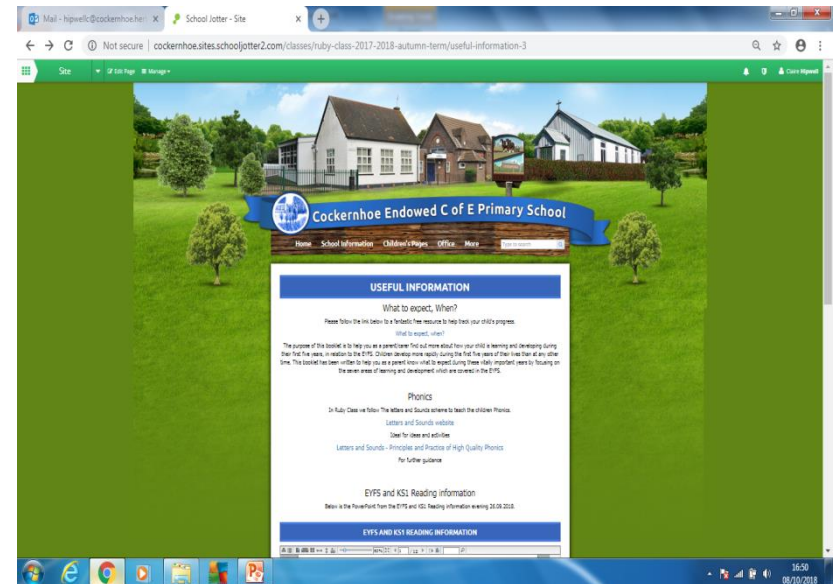 Mail - hipwellc@cockernhoe.her
School Jotter - Site
Not secure | cockernhoe.sites.schooljotter2.com/classes/ruby-class-2017-2018-autumn-term/useful-information-3
Site Edit Page Manage Claire Hipwell
Cockernhoe Endowed C of E Primary School
Home School Information Children's Pages Office More Type to search
USEFUL INFORMATION
What to expect, When?
Please follow the link below to a fantastic free resource to help track your child's progress.
What to expect, when?
The purpose of this booklet is to help you as a parent/carer find out more about how your child is learning and developing during
their first five years, in relation to the EYFS. Children develop more rapidly during the first five years of their lives than at any other
time. This booklet has been written to help you as a parent know what to expect during these vitally important years by focusing on
the seven areas of learning and development which are covered in the EYFS.
Phonics
In Ruby Class we follow The letters and Sounds scheme to teach the children Phonics.
Letters and Sounds website
Ideal for ideas and activities
Letters and Sounds - Principles and Practice of High Quality Phonics
For further guidance
EYFS and KS1 Reading information
Below is the PowerPoint from the EYFS and KS1 Reading information evening 26.09.2018.
EYFS AND KS1 READING INFORMATION
16:50
08/10/2018